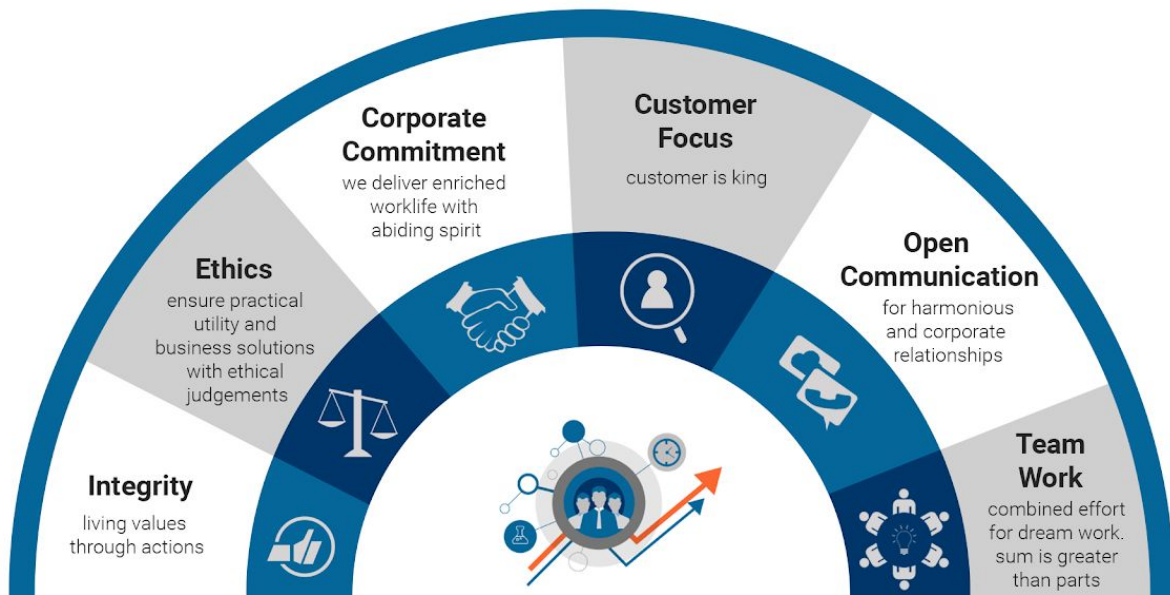 Integrity
living values
through actions
Ethics
ensure practical
utility and
business solutions
with ethical
judgements
Corporate
Commitment
we deliver enriched
worklife with
abiding spirit
Customer
Focus
customer is king
Open
Communication
for harmonious
and corporate
relationships
Team
Work
combined effort
for dream work.
sum is greater
than parts